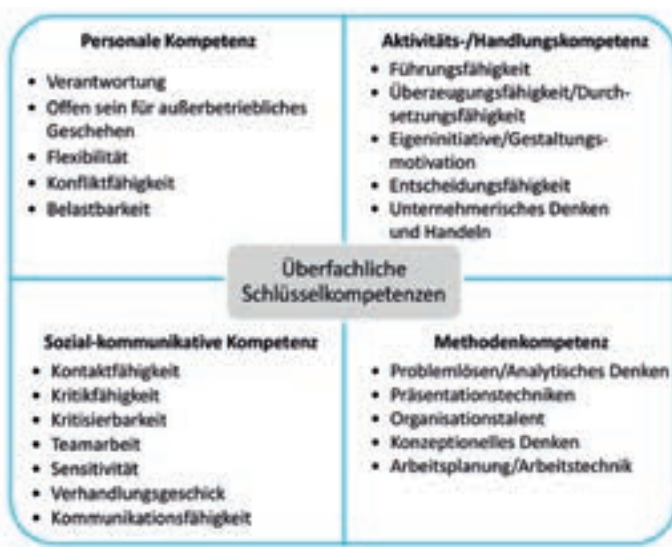 Personale Kompetenz
• Verantwortung
• Offen sein für außerbetriebliches
Geschehen
• Flexibilität
• Konfliktfähigkeit
• Belastbarkeit
Aktivitäts-/Handlungskompetenz
• Führungsfähigkeit
• Überzeugungsfähigkeit/Durch-
setzungsfähigkeit
• Eigeninitiative/Gestaltungs-
motivation
• Entscheidungsfähigkeit
• Unternehmerisches Denken
und Handeln
Überfachliche
Schlüsselkompetenzen
Sozial-kommunikative Kompetenz
• Kontaktfähigkeit
• Kritikfähigkeit
• Kritisierbarkeit
• Teamarbeit
• Sensitivität
• Verhandlungsgeschick
• Kommunikationsfähigkeit
Methodenkompetenz
• Problemlösen/Analytisches Denken
• Präsentationstechniken
• Organisationstalent
• Konzeptionelles Denken
• Arbeitsplanung/Arbeitstechnik